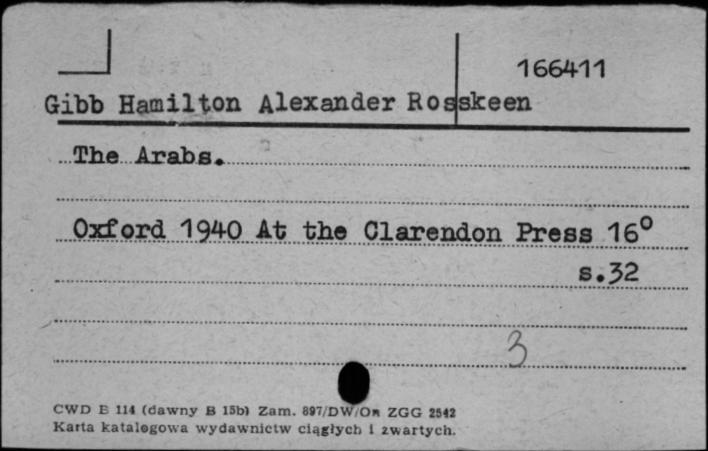 166411
Gibb Hamilton Alexander Rosskeen
The Arabs.
Oxford 1940 At the Clarendon Press 16°
s.32
3
CWD E 114 (dawny B 15b) Zam. 897/DW/On ZGG 2542
Karta katalogowa wydawnictw ciągłych i zwartych.